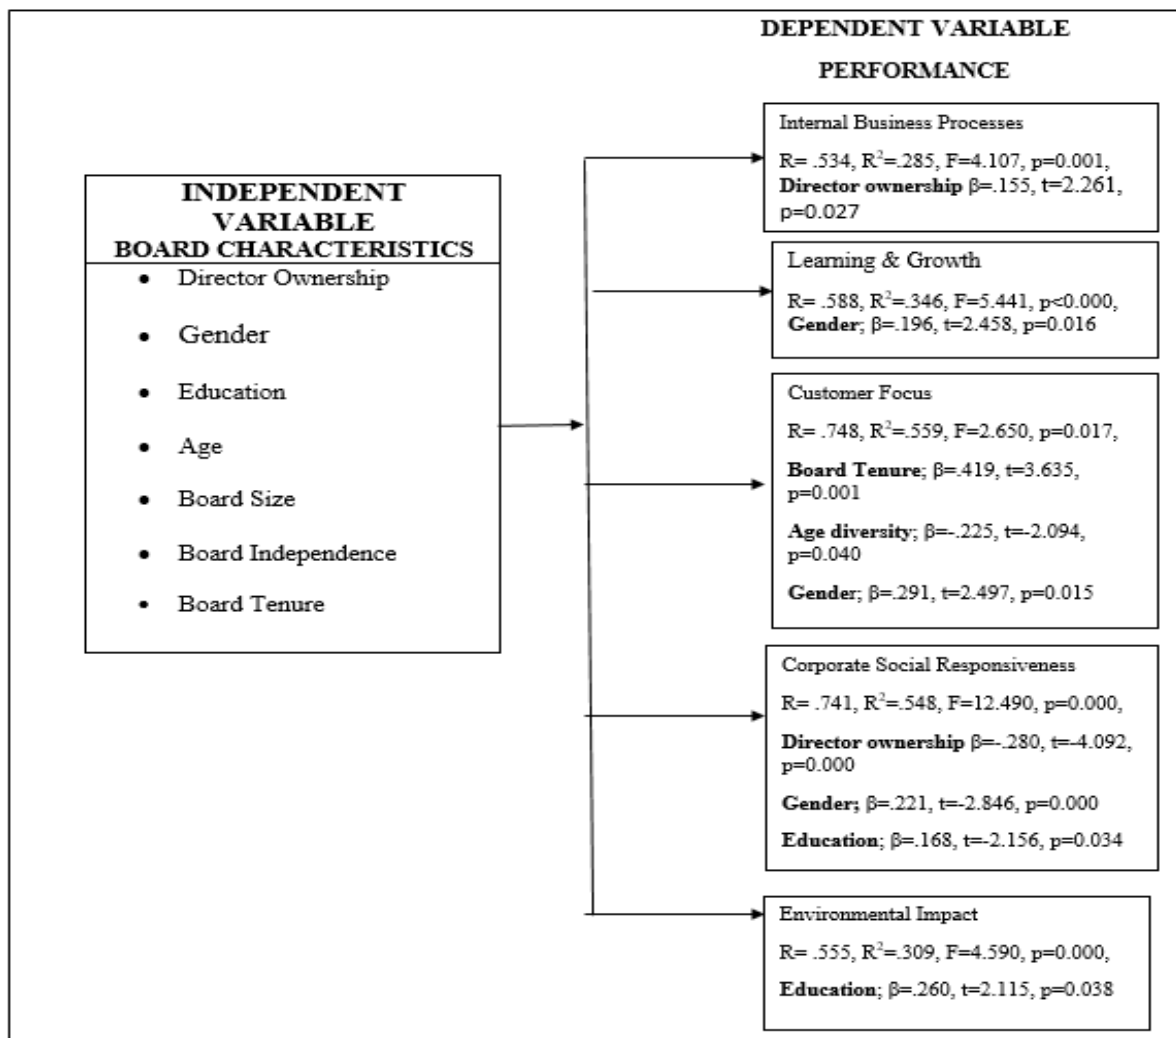 DEPENDENT VARIABLE
PERFORMANCE
INDEPENDENT
VARIABLE
BOARD CHARACTERISTICS
• Director Ownership
• Gender
• Education
• Age
• Board Size
• Board Independence
• Board Tenure
Internal Business Processes
R= .534, R²=.285, F=4.107, p=0.001,
Director ownership β=.155, t=2.261,
p=0.027
Learning & Growth
R= .588, R²=.346, F=5.441, p<0.000,
Gender; β=.196, t=2.458, p=0.016
Customer Focus
R= .748, R²=.559, F=2.650, p=0.017,
Board Tenure; β=.419, t=3.635,
p=0.001
Age diversity; β=-.225, t=-2.094,
p=0.040
Gender; β=.291, t=2.497, p=0.015
Corporate Social Responsiveness
R= .741, R²=.548, F=12.490, p=0.000,
Director ownership β=-.280, t=-4.092,
p=0.000
Gender; β=.221, t=-2.846, p=0.000
Education; β=.168, t=-2.156, p=0.034
Environmental Impact
R= .555, R²=.309, F=4.590, p=0.000,
Education; β=.260, t=2.115, p=0.038